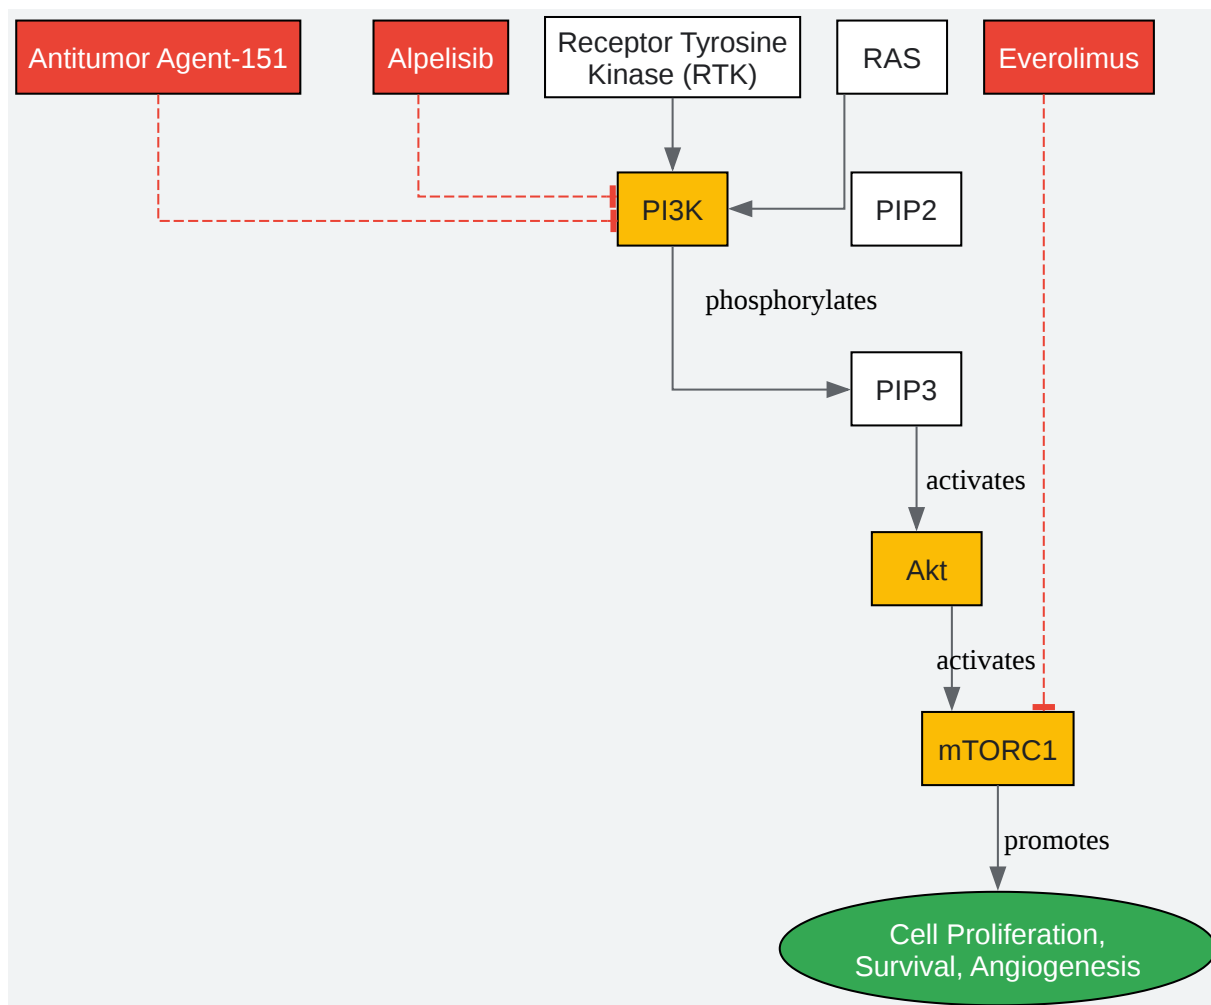 Antitumor Agent-151
Alpelisib
Receptor Tyrosine
Kinase (RTK)
RAS
Everolimus
PI3K
PIP2
phosphorylates
PIP3
activates
Akt
activates
mTORC1
promotes
Cell Proliferation,
Survival, Angiogenesis